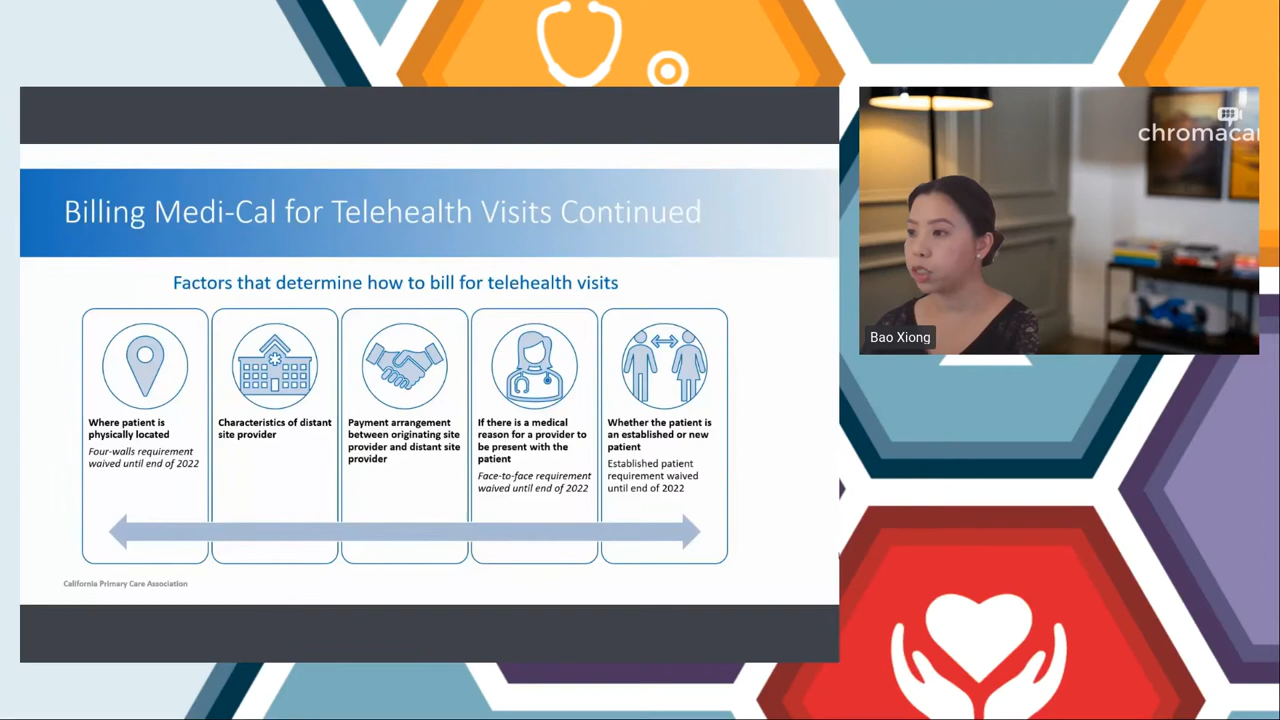 Billing Medi-Cal for Telehealth Visits Continued
Factors that determine how to bill for telehealth visits
Where patient is
physically located
Four-walls requirement
waived until end of 2022
Characteristics of distant
site provider
Payment arrangement
between originating site
provider and distant site
provider
If there is a medical
reason for a provider to
be present with the
patient
Face-to-face requirement
waived until end of 2022
Whether the patient is
an established or new
patient
Established patient
requirement waived
until end of 2022
California Primary Care Association
chromaca
Bao Xiong